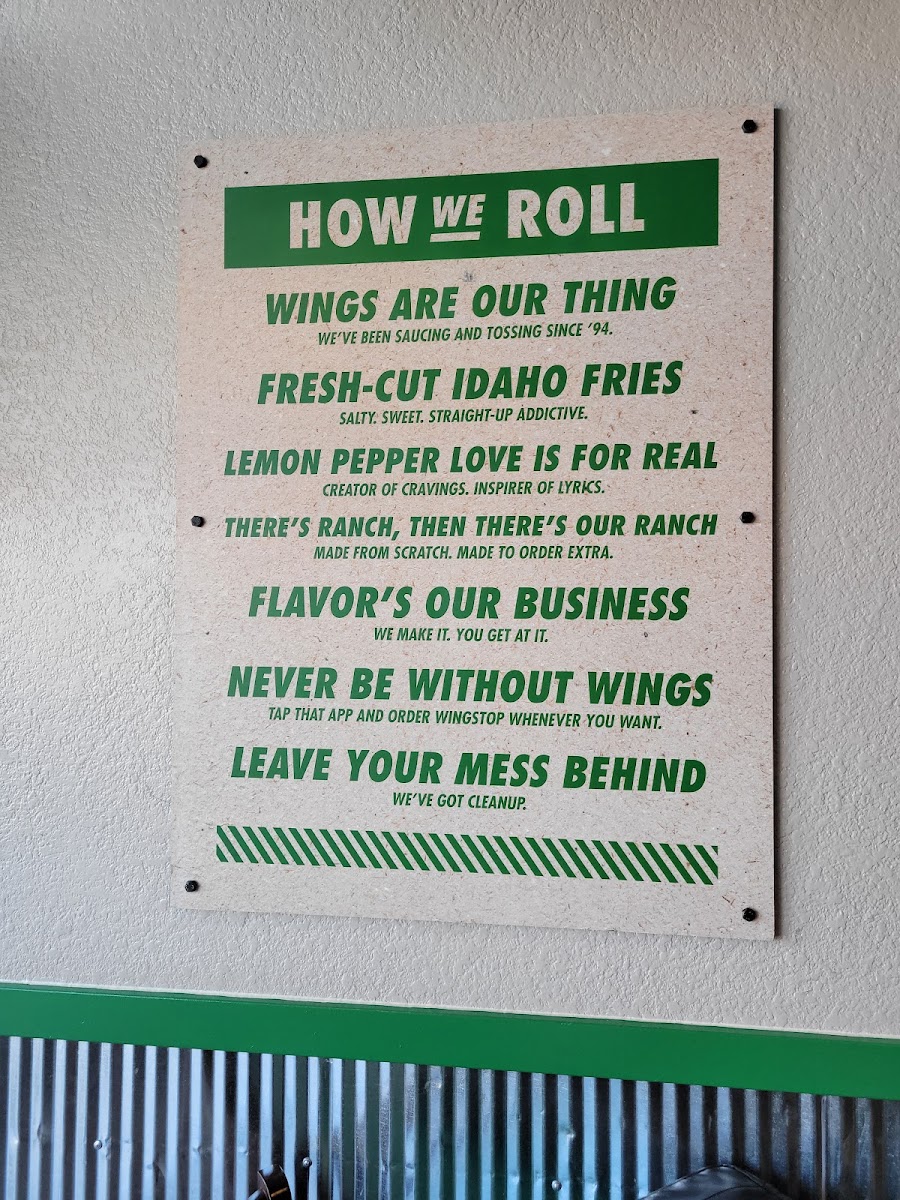 HOW WE ROLL
WINGS ARE OUR THING
WE'VE BEEN SAUCING AND TOSSING SINCE '94.
FRESH-CUT IDAHO FRIES
SALTY. SWEET. STRAIGHT-UP ADDICTIVE.
LEMON PEPPER LOVE IS FOR REAL
CREATOR OF CRAVINGS. INSPIRER OF LYRICS.
THERE'S RANCH, THEN THERE'S OUR RANCH
MADE FROM SCRATCH. MADE TO ORDER EXTRA.
FLAVOR'S OUR BUSINESS
WE MAKE IT. YOU GET AT IT.
NEVER BE WITHOUT WINGS
TAP THAT APP AND ORDER WINGSTOP WHENEVER YOU WANT.
LEAVE YOUR MESS BEHIND
WE'VE GOT CLEANUP.